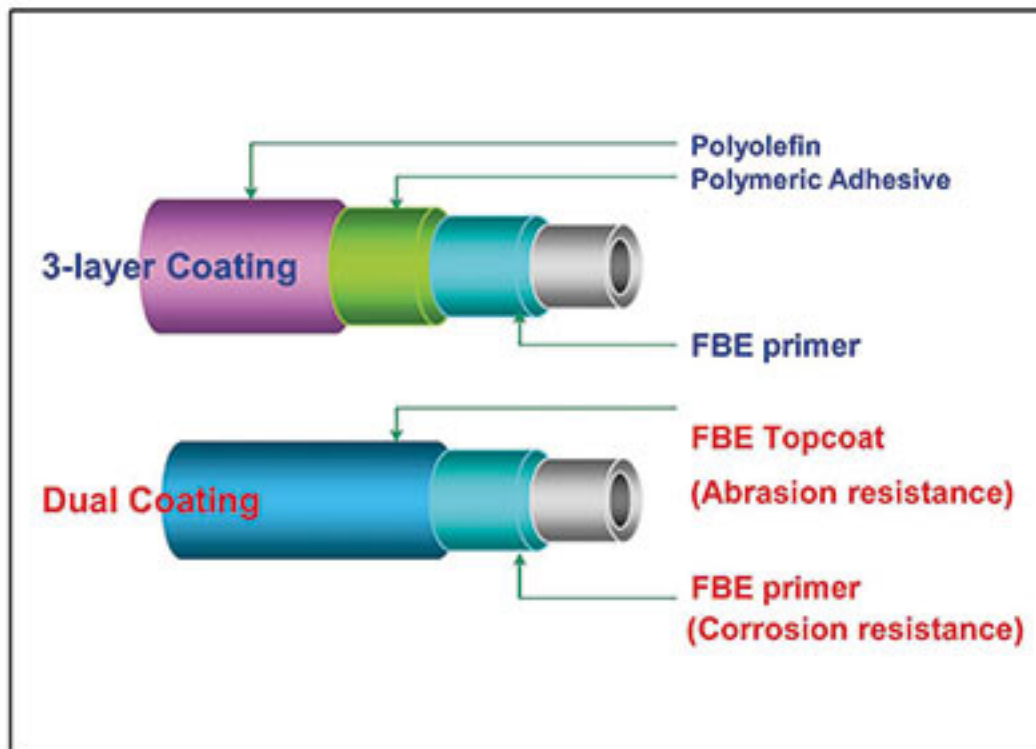 Polyolefin
Polymeric Adhesive
3-layer Coating
FBE primer
FBE Topcoat
(Abrasion resistance)
Dual Coating
FBE primer
(Corrosion resistance)